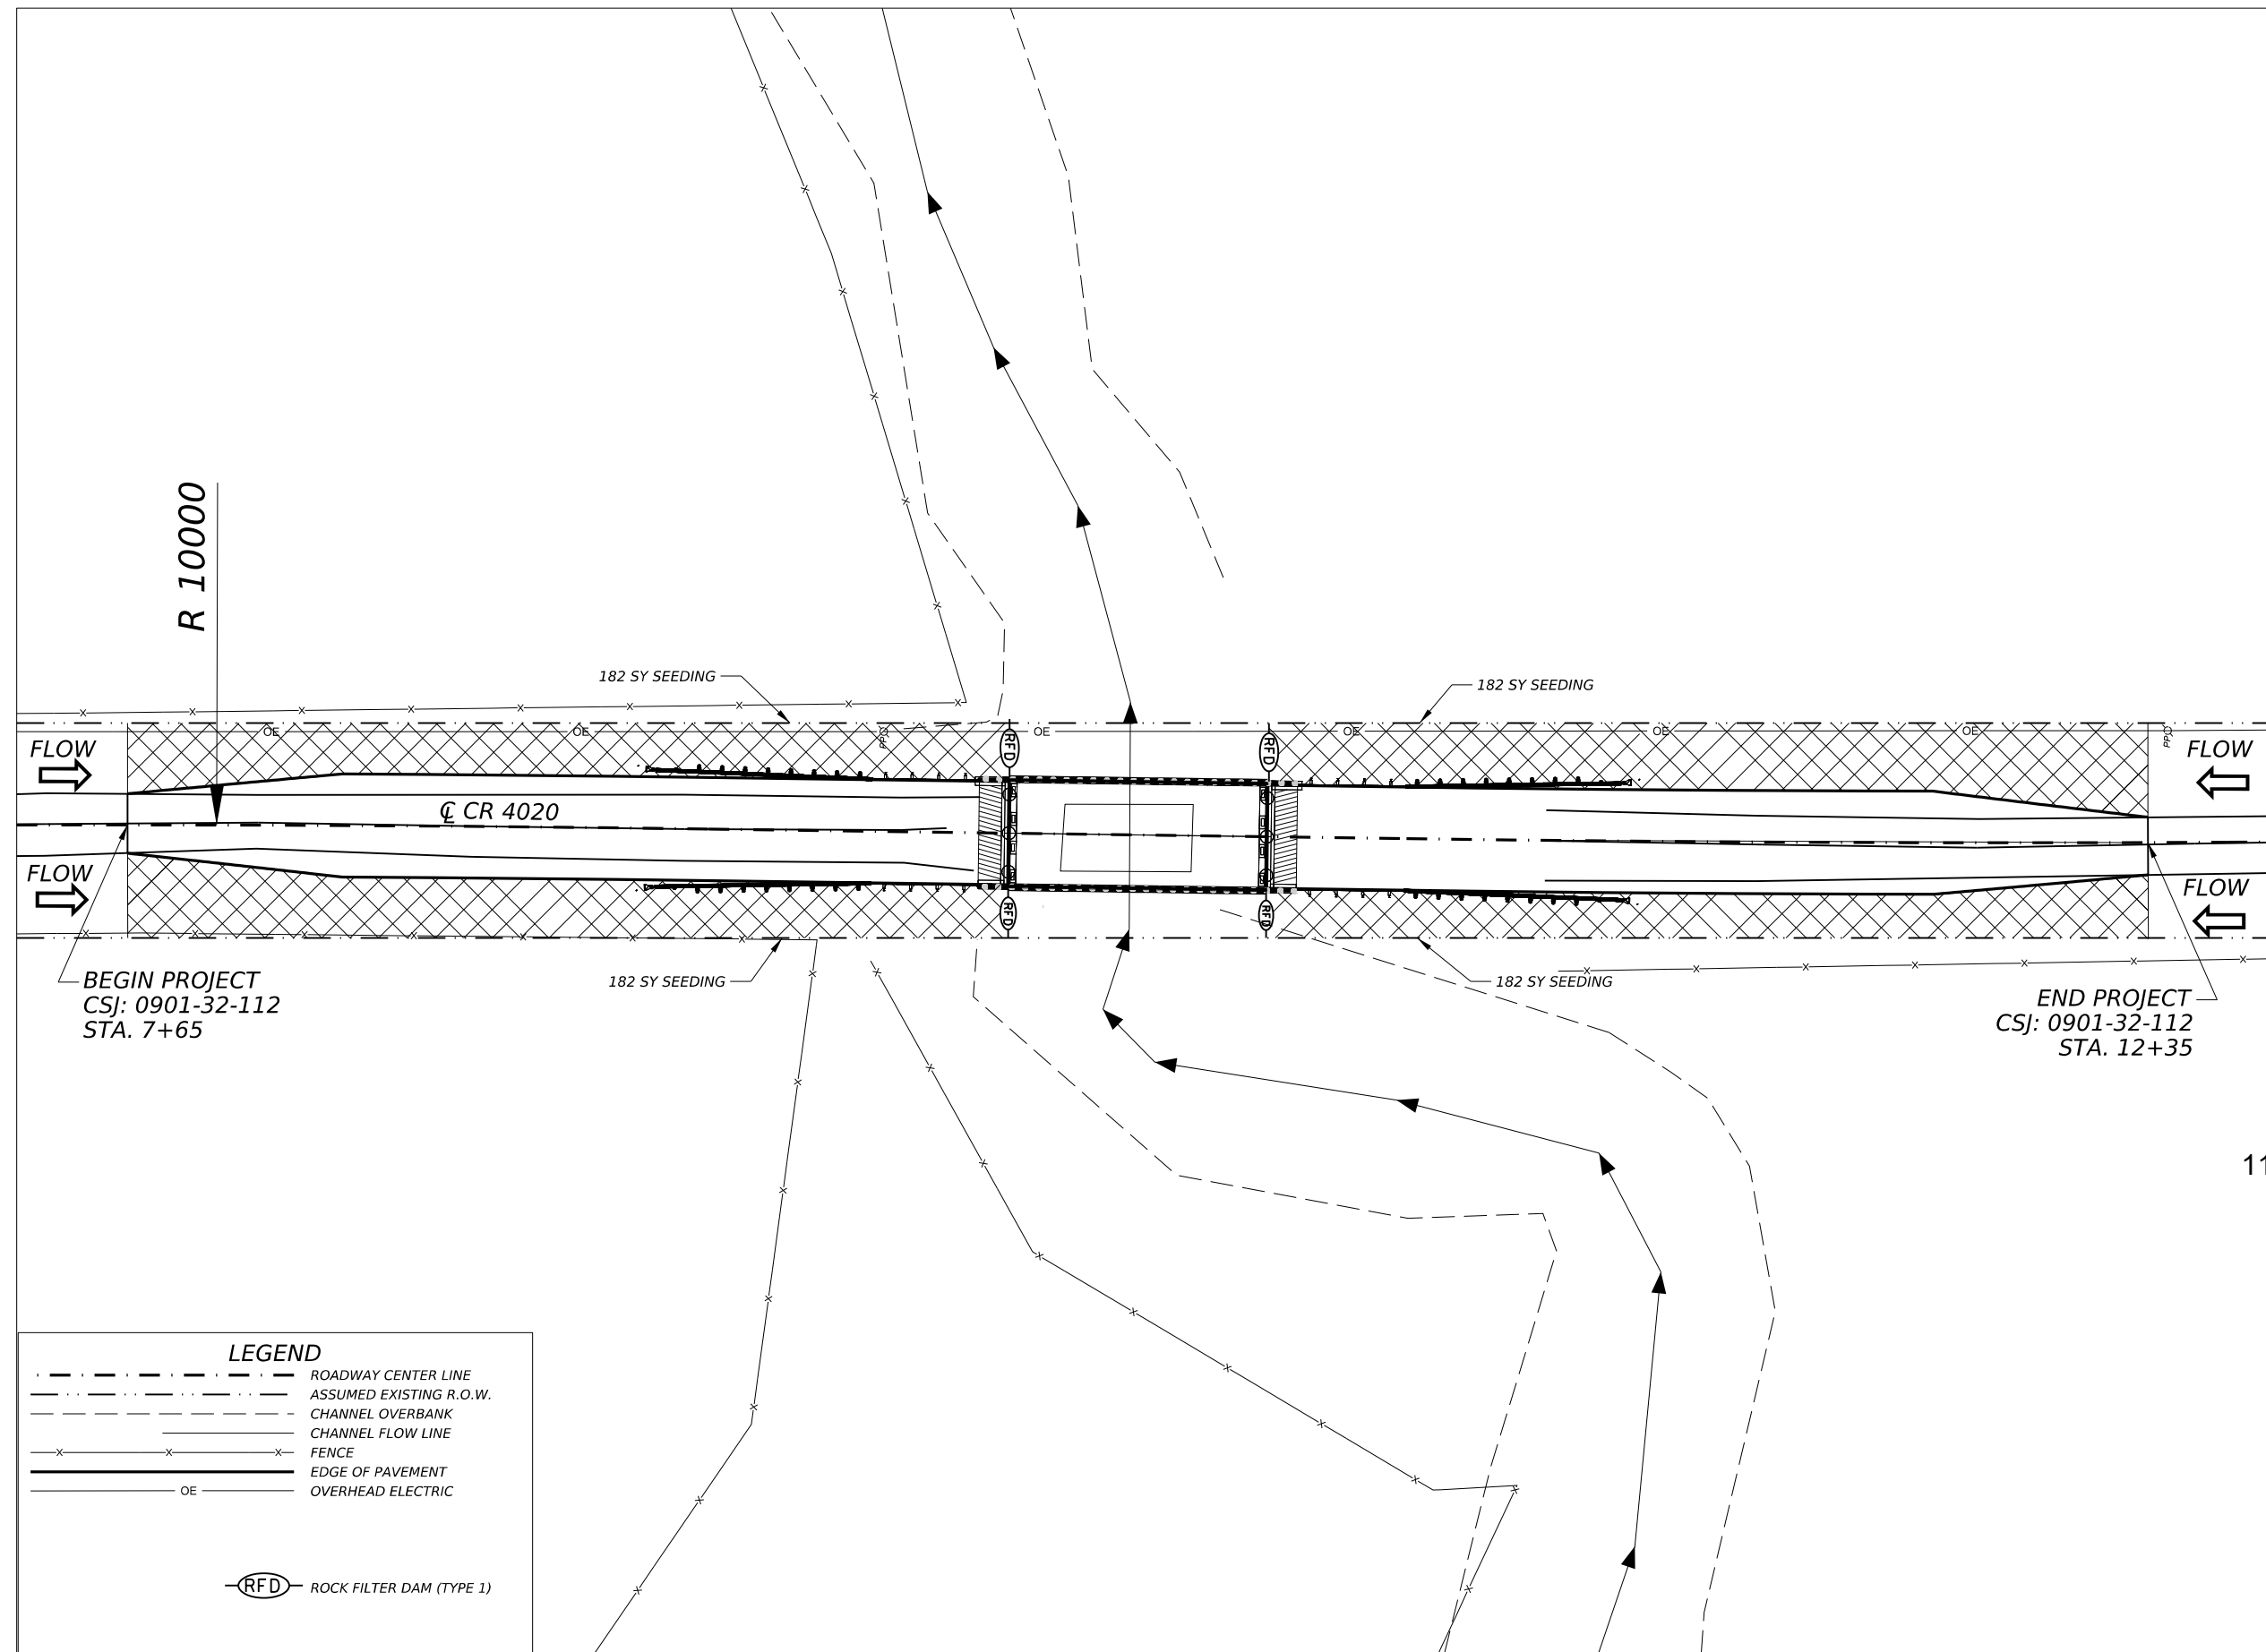 R 10000
182 SY SEEDING
182 SY SEEDING
OE OE OE OE OE OE
PP
PP
FLOW
FLOW
RFD
RFD
℄ CR 4020
FLOW
FLOW
RFD
RFD
182 SY SEEDING
182 SY SEEDING
BEGIN PROJECT
CSJ: 0901-32-112
STA. 7+65
END PROJECT
CSJ: 0901-32-112
STA. 12+35
11
LEGEND
ROADWAY CENTER LINE
ASSUMED EXISTING R.O.W.
CHANNEL OVERBANK
CHANNEL FLOW LINE
FENCE
EDGE OF PAVEMENT
OE OVERHEAD ELECTRIC
RFD ROCK FILTER DAM (TYPE 1)